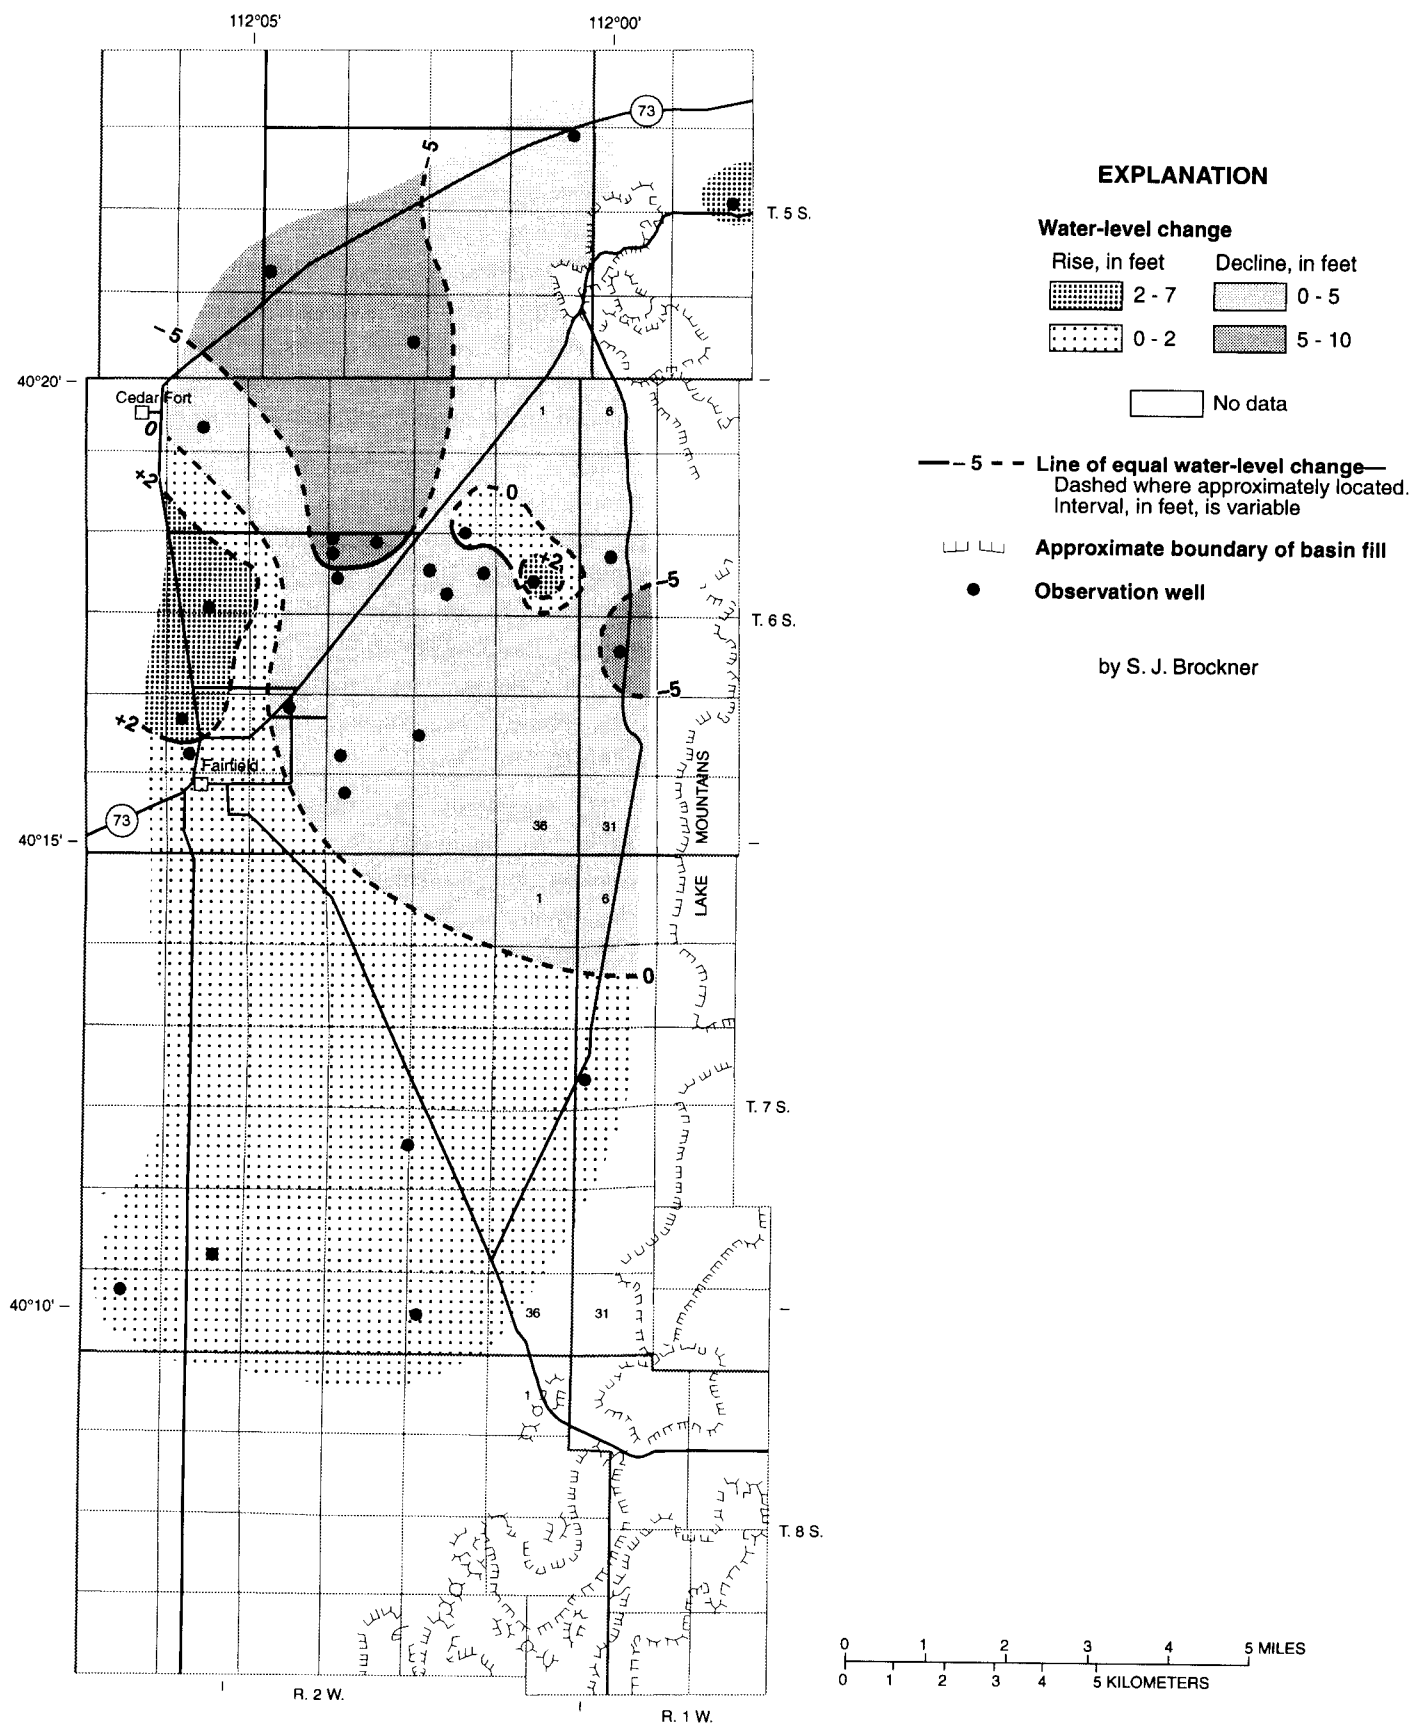 112°05'
112°00'
73
5
T. 5 S.
-5
40°20'
Cedar Fort
0
+2
1
6
0
+2
-5
T. 6 S.
-5
+2
Fairfield
73
40°15'
36
31
LAKE MOUNTAINS
1
6
0
T. 7 S.
40°10'
36
31
1
T. 8 S.
R. 2 W.
R. 1 W.
EXPLANATION
Water-level change
Rise, in feet
Decline, in feet
2 - 7
0 - 5
0 - 2
5 - 10
No data
— – 5 – – Line of equal water-level change—
Dashed where approximately located.
Interval, in feet, is variable
Approximate boundary of basin fill
Observation well
by S. J. Brockner
0 1 2 3 4 5 MILES
0 1 2 3 4 5 KILOMETERS